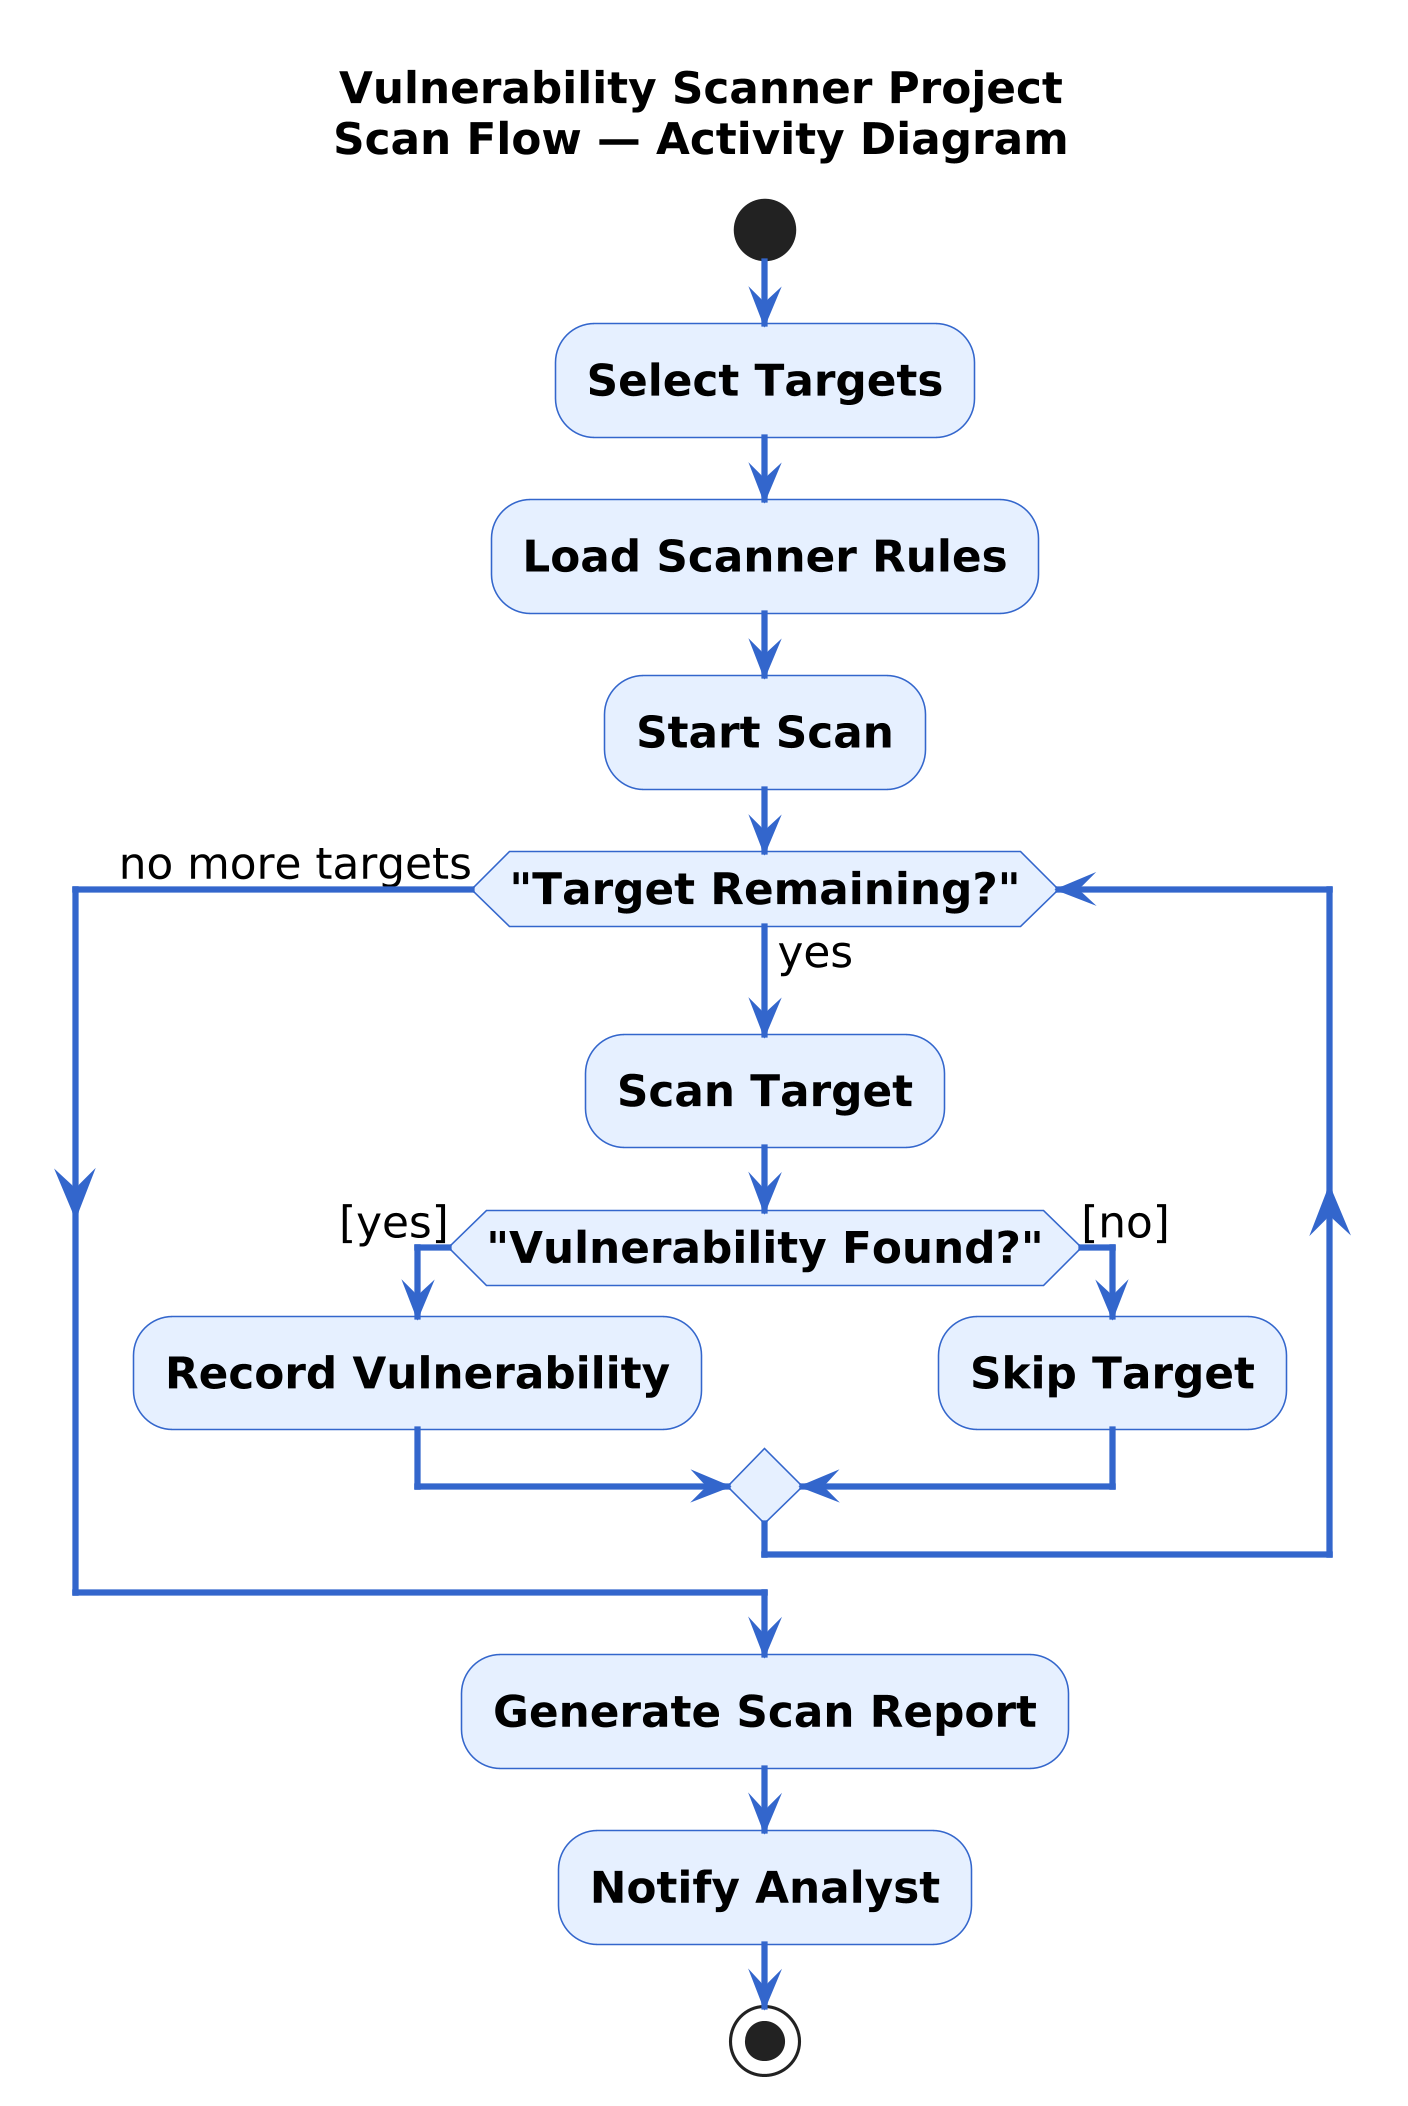 Vulnerability Scanner Project
Scan Flow — Activity Diagram
Select Targets
Load Scanner Rules
Start Scan
no more targets
"Target Remaining?"
yes
Scan Target
[yes]
"Vulnerability Found?"
[no]
Record Vulnerability
Skip Target
Generate Scan Report
Notify Analyst